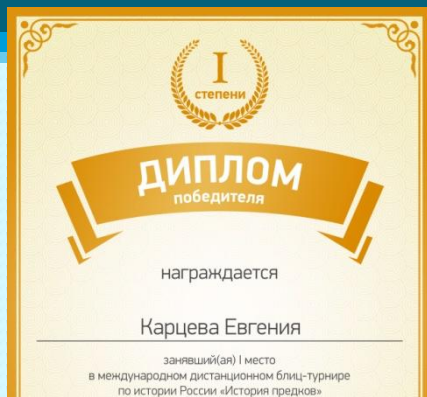 I
степени
ДИПЛОМ
победителя
награждается
Карцева Евгения
занявший(ая) I место
в международном дистанционном блиц-турнире
по истории России «История предков»